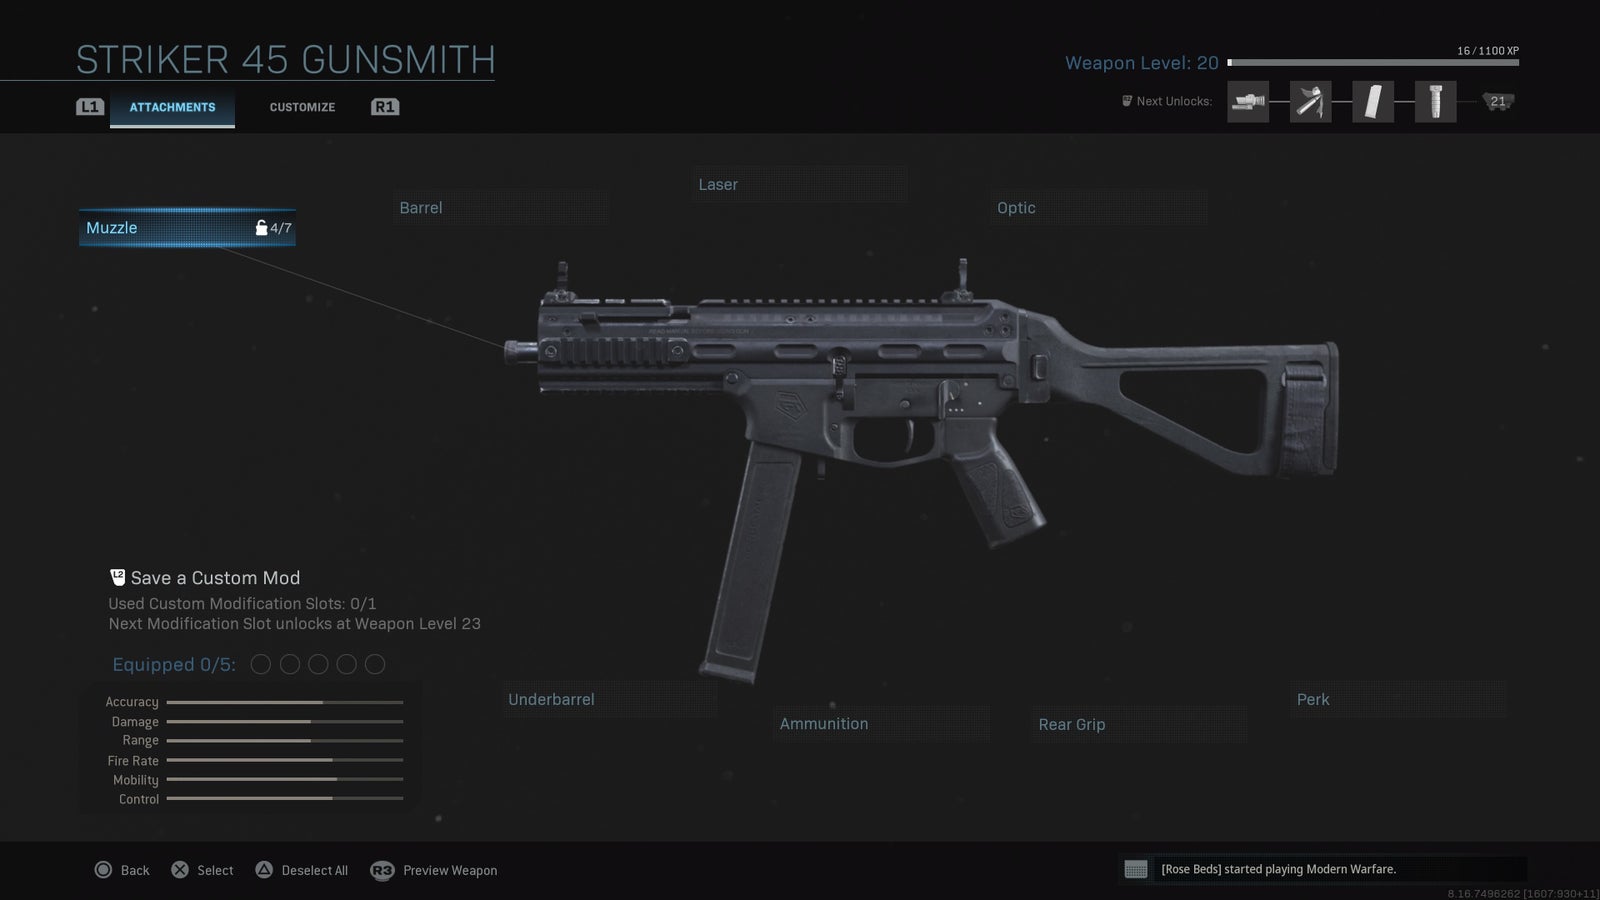 STRIKER 45 GUNSMITH
Weapon Level: 20
16 / 1100 XP
L1
ATTACHMENTS
CUSTOMIZE
R1
Next Unlocks:
21
Laser
Barrel
Optic
Muzzle
4/7
L2 Save a Custom Mod
Used Custom Modification Slots: 0/1
Next Modification Slot unlocks at Weapon Level 23
Equipped 0/5:
Accuracy
Damage
Range
Fire Rate
Mobility
Control
Underbarrel
Ammunition
Rear Grip
Perk
Back
Select
Deselect All
R3 Preview Weapon
[Rose Beds] started playing Modern Warfare.
8.16.7496262 [1607:930+11]